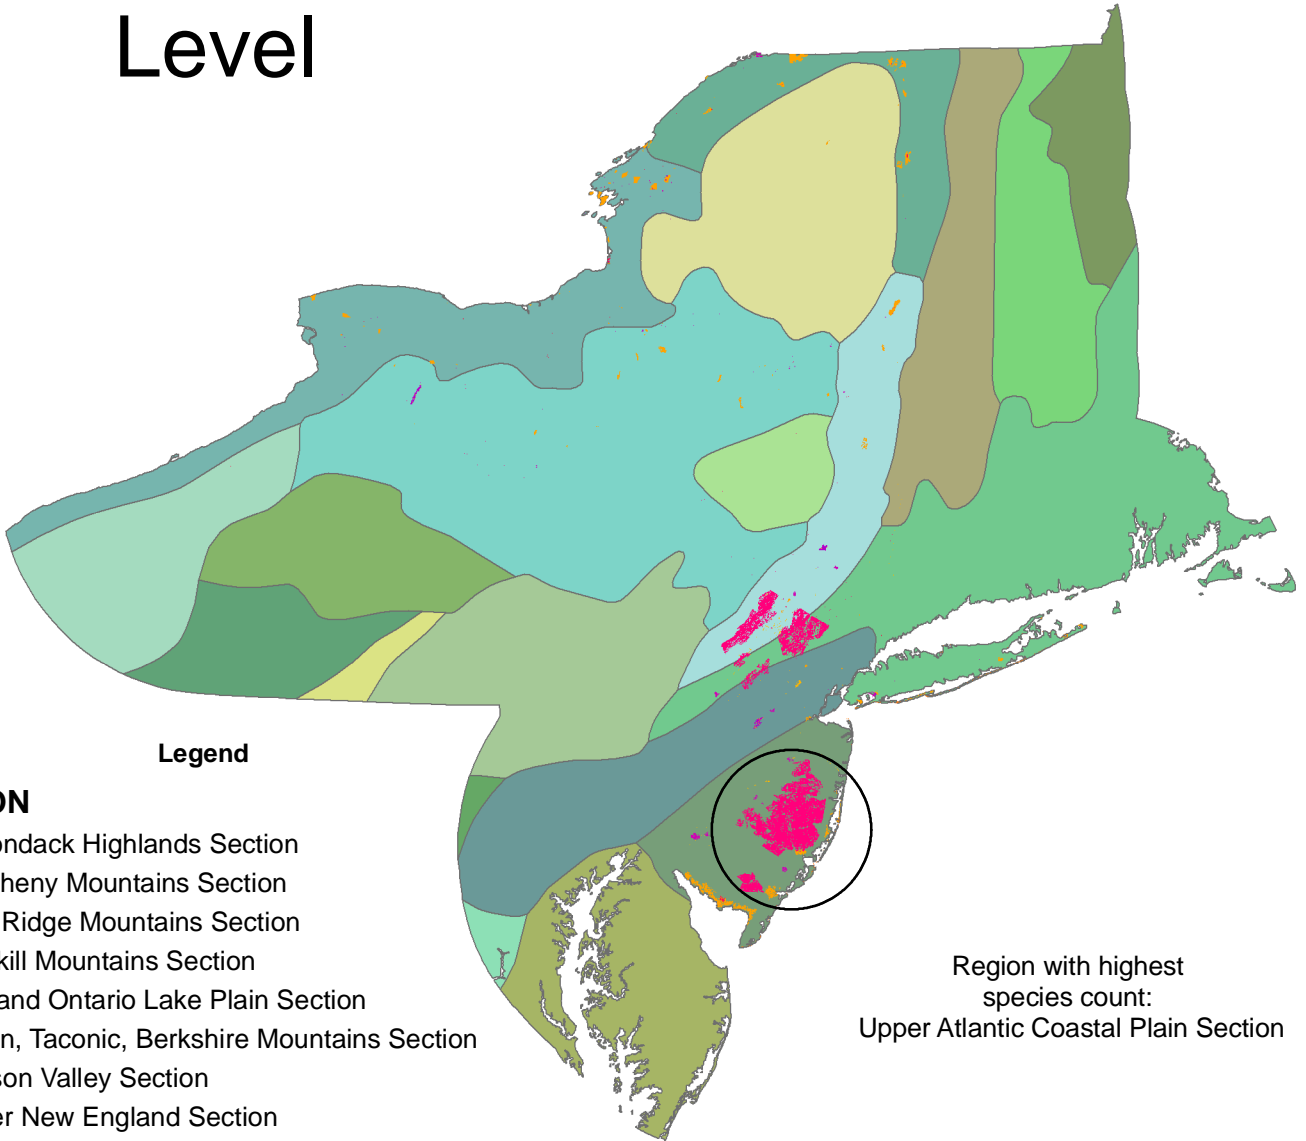 Level
Legend
ON
ondack Highlands Section
heny Mountains Section
Ridge Mountains Section
kill Mountains Section
and Ontario Lake Plain Section
n, Taconic, Berkshire Mountains Section
son Valley Section
er New England Section
Region with highest
species count:
Upper Atlantic Coastal Plain Section